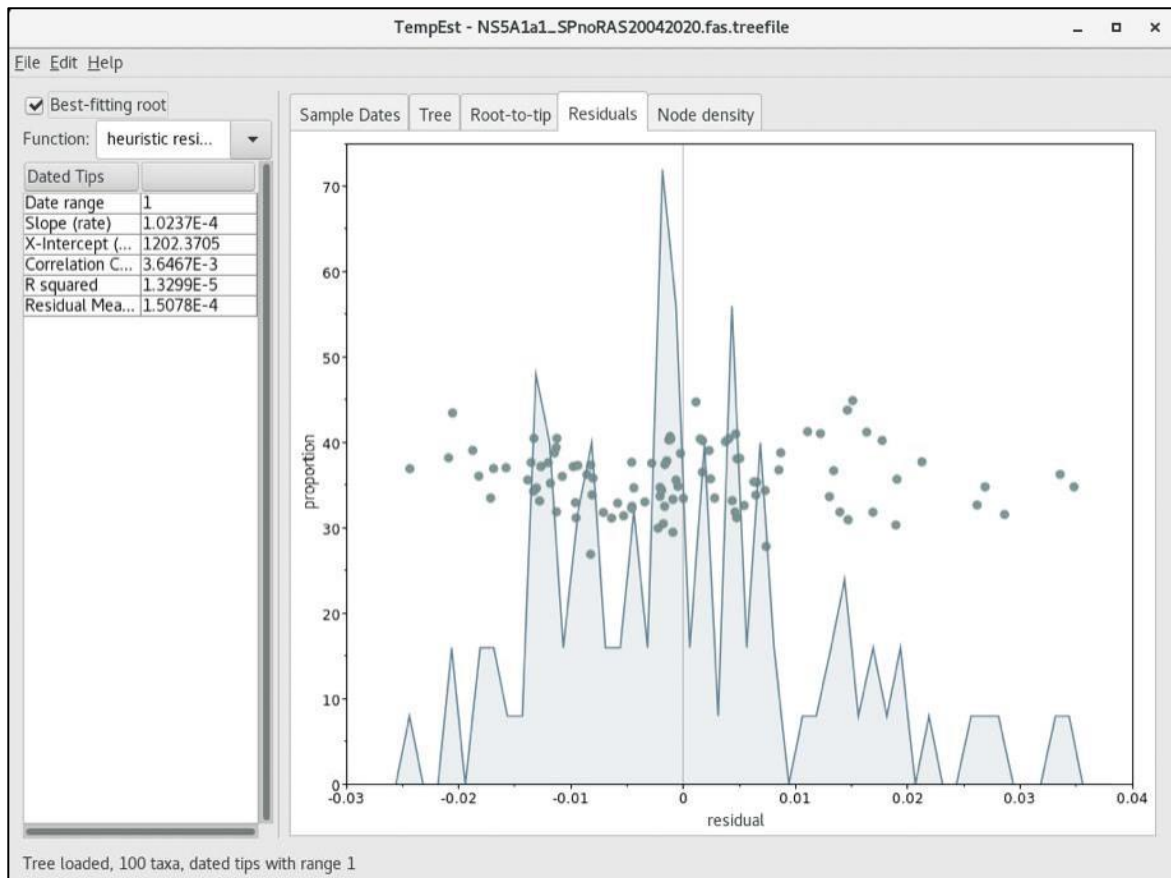 TempEst - NS5A1a1_SPnoRAS20042020.fas.treefile
File Edit Help
Best-fitting root
Function: heuristic resi...
Dated Tips
Date range 1
Slope (rate) 1.0237E-4
X-Intercept (... 1202.3705
Correlation C... 3.6467E-3
R squared 1.3299E-5
Residual Mea... 1.5078E-4
Sample Dates Tree Root-to-tip Residuals Node density
70
60
50
40
30
20
10
0
proportion
-0.03 -0.02 -0.01 0 0.01 0.02 0.03 0.04
residual
Tree loaded, 100 taxa, dated tips with range 1